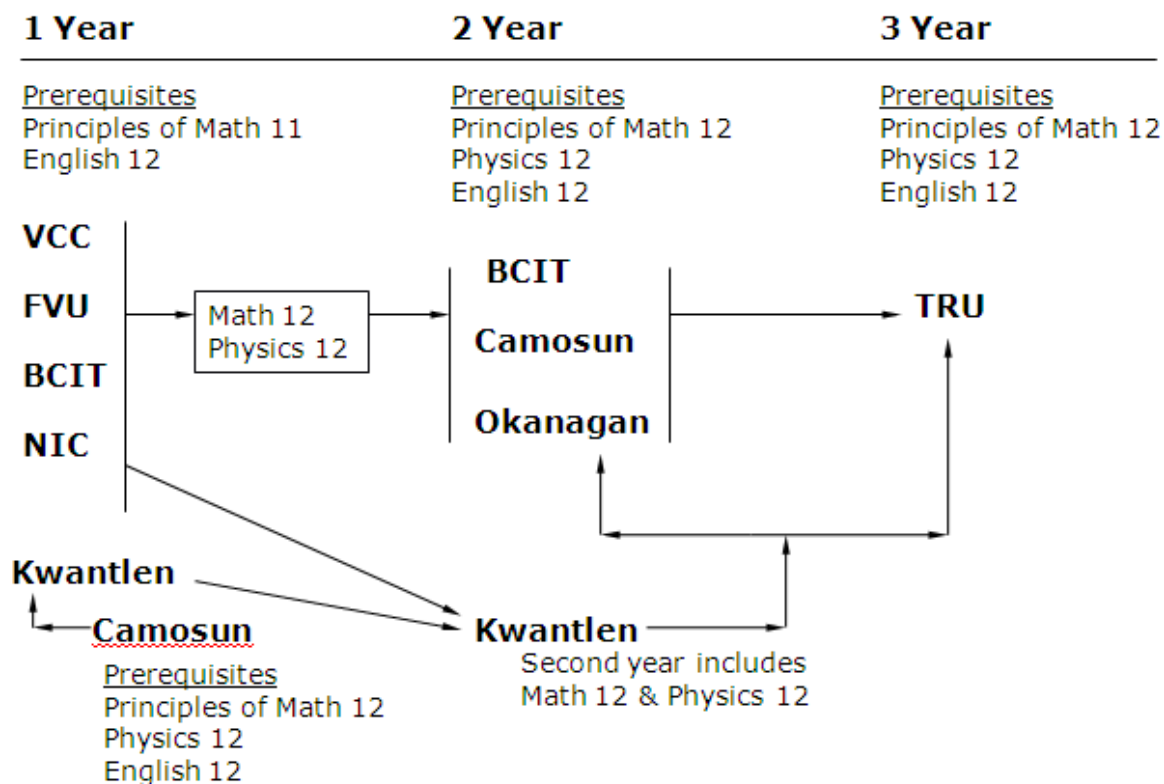 1 Year
2 Year
3 Year
Prerequisites
Principles of Math 11
English 12
Prerequisites
Principles of Math 12
Physics 12
English 12
Prerequisites
Principles of Math 12
Physics 12
English 12
VCC
FVU
BCIT
NIC
Math 12
Physics 12
BCIT
Camosun
Okanagan
TRU
Kwantlen
Camosun
Prerequisites
Principles of Math 12
Physics 12
English 12
Kwantlen
Second year includes
Math 12 & Physics 12